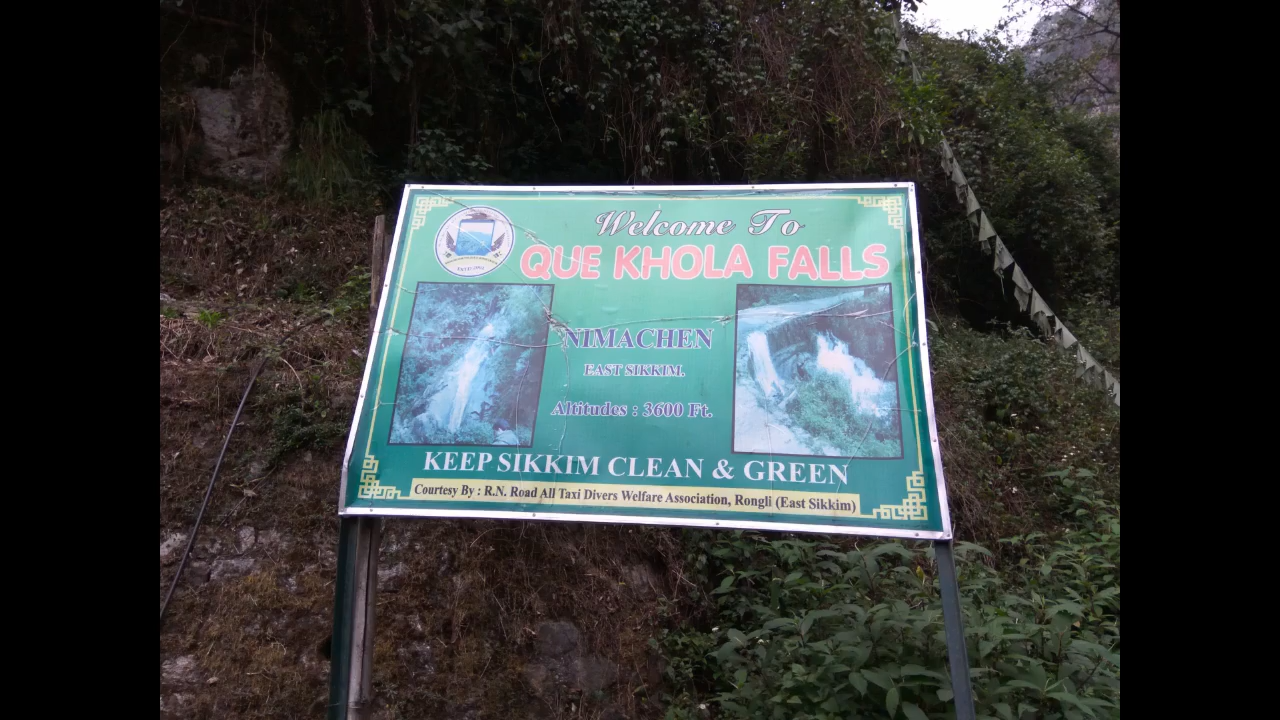 Welcome To
QUE KHOLA FALLS
NIMACHEN
EAST SIKKIM.
Altitudes : 3600 Ft.
KEEP SIKKIM CLEAN & GREEN
Courtesy By : R.N. Road All Taxi Divers Welfare Association, Rongli (East Sikkim)